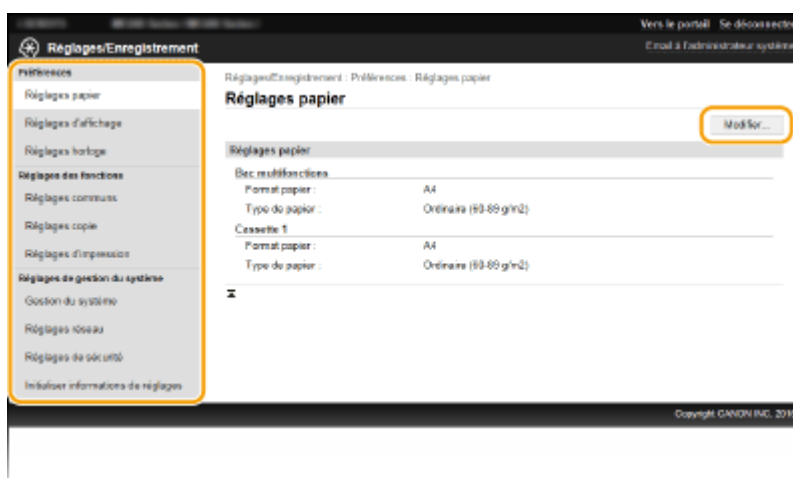 Vers le portail Se déconnecter
Réglages/Enregistrement
Email à l'administrateur système
Préférences
Réglages papier
Réglages d'affichage
Réglages horloge
Réglages des fonctions
Réglages communs
Réglages copie
Réglages d'impression
Réglages de gestion du système
Gestion du système
Réglages réseau
Réglages de sécurité
Initialiser informations de réglages
Réglages/Enregistrement : Préférences : Réglages papier
Réglages papier
Modifier...
Réglages papier
Bac multifonctions
Format papier : A4
Type de papier : Ordinaire (60-89 g/m2)
Cassette 1
Format papier : A4
Type de papier : Ordinaire (60-89 g/m2)
Copyright CANON INC.